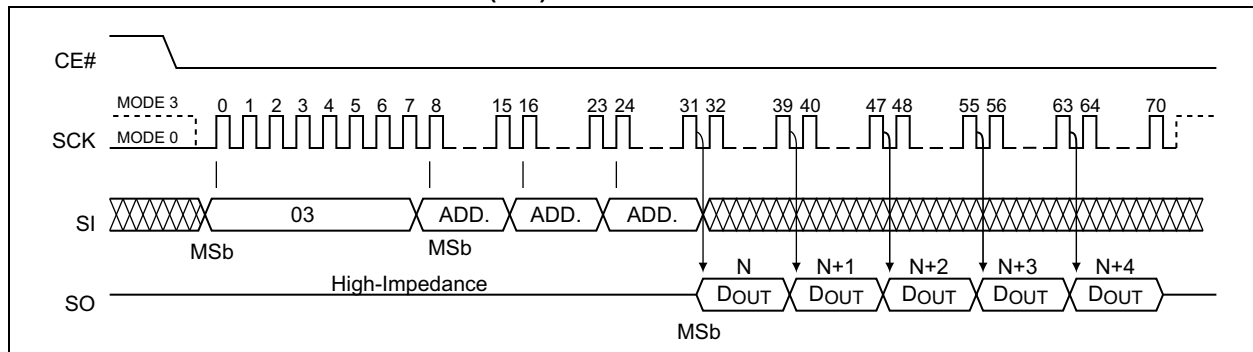 CE#
MODE 3
0 1 2 3 4 5 6 7 8 15 16 23 24 31 32 39 40 47 48 55 56 63 64 70
SCK
MODE 0
SI
03
ADD.
ADD.
ADD.
MSb
MSb
High-Impedance
N
N+1
N+2
N+3
N+4
SO
DOUT
DOUT
DOUT
DOUT
DOUT
MSb